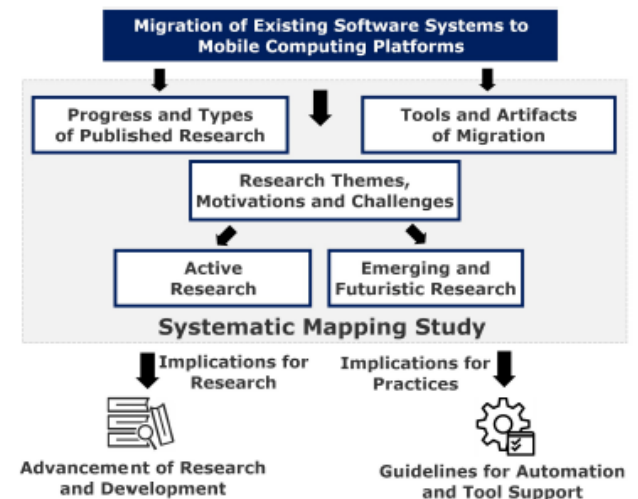 Migration of Existing Software Systems to
Mobile Computing Platforms
Progress and Types
of Published Research
Tools and Artifacts
of Migration
Research Themes,
Motivations and Challenges
Active
Research
Emerging and
Futuristic Research
Systematic Mapping Study
Implications for
Research
Implications for
Practices
Advancement of Research
and Development
Guidelines for Automation
and Tool Support